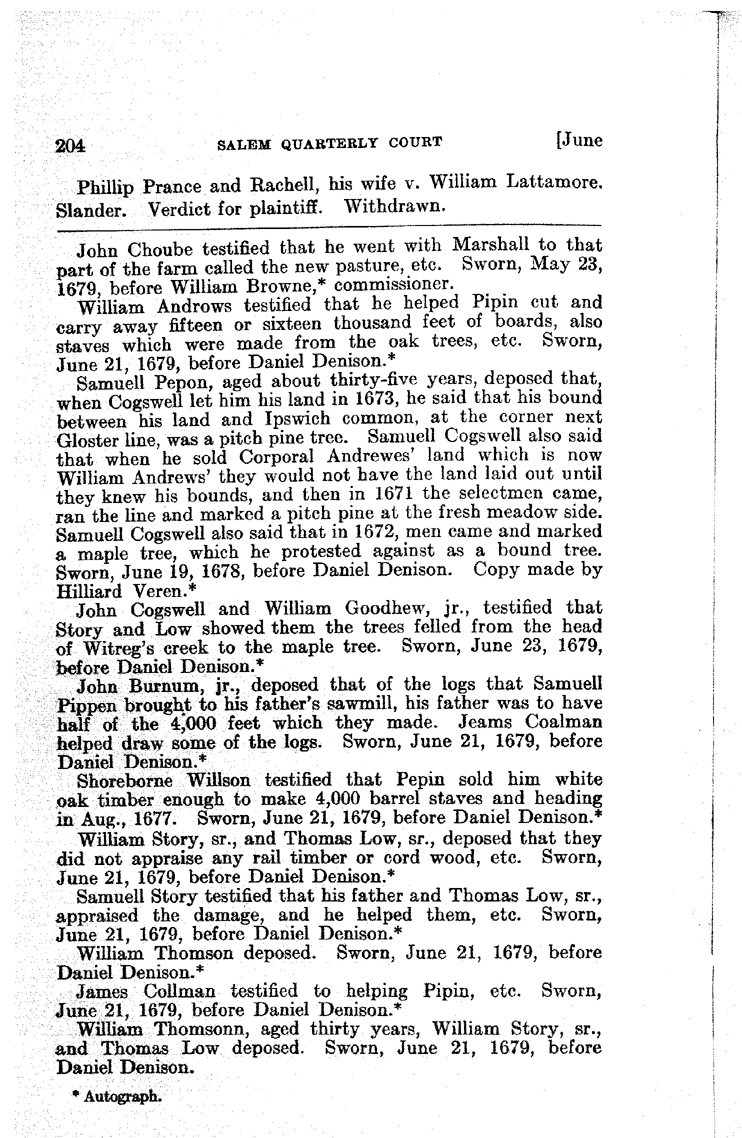 204 SALEM QUARTERLY COURT [June
Phillip Prance and Rachell, his wife v. William Lattamore.
Slander. Verdict for plaintiff. Withdrawn.
John Choube testified that he went with Marshall to that
part of the farm called the new pasture, etc. Sworn, May 23,
1679, before William Browne,* commissioner.
William Androws testified that he helped Pipin cut and
carry away fifteen or sixteen thousand feet of boards, also
staves which were made from the oak trees, etc. Sworn,
June 21, 1679, before Daniel Denison.*
Samuell Pepon, aged about thirty-five years, deposed that,
when Cogswell let him his land in 1673, he said that his bound
between his land and Ipswich common, at the corner next
Gloster line, was a pitch pine tree. Samuell Cogswell also said
that when he sold Corporal Andrewes' land which is now
William Andrews' they would not have the land laid out until
they knew his bounds, and then in 1671 the selectmen came,
ran the line and marked a pitch pine at the fresh meadow side.
Samuell Cogswell also said that in 1672, men came and marked
a maple tree, which he protested against as a bound tree.
Sworn, June 19, 1678, before Daniel Denison. Copy made by
Hilliard Veren.*
John Cogswell and William Goodhew, jr., testified that
Story and Low showed them the trees felled from the head
of Witreg's creek to the maple tree. Sworn, June 23, 1679,
before Daniel Denison.*
John Burnum, jr., deposed that of the logs that Samuell
Pippen brought to his father's sawmill, his father was to have
half of the 4,000 feet which they made. Jeams Coalman
helped draw some of the logs. Sworn, June 21, 1679, before
Daniel Denison.*
Shoreborne Willson testified that Pepin sold him white
oak timber enough to make 4,000 barrel staves and heading
in Aug., 1677. Sworn, June 21, 1679, before Daniel Denison.*
William Story, sr., and Thomas Low, sr., deposed that they
did not appraise any rail timber or cord wood, etc. Sworn,
June 21, 1679, before Daniel Denison.*
Samuell Story testified that his father and Thomas Low, sr.,
appraised the damage, and he helped them, etc. Sworn,
June 21, 1679, before Daniel Denison.*
William Thomson deposed. Sworn, June 21, 1679, before
Daniel Denison.*
James Collman testified to helping Pipin, etc. Sworn,
June 21, 1679, before Daniel Denison.*
William Thomsonn, aged thirty years, William Story, sr.,
and Thomas Low deposed. Sworn, June 21, 1679, before
Daniel Denison.
* Autograph.